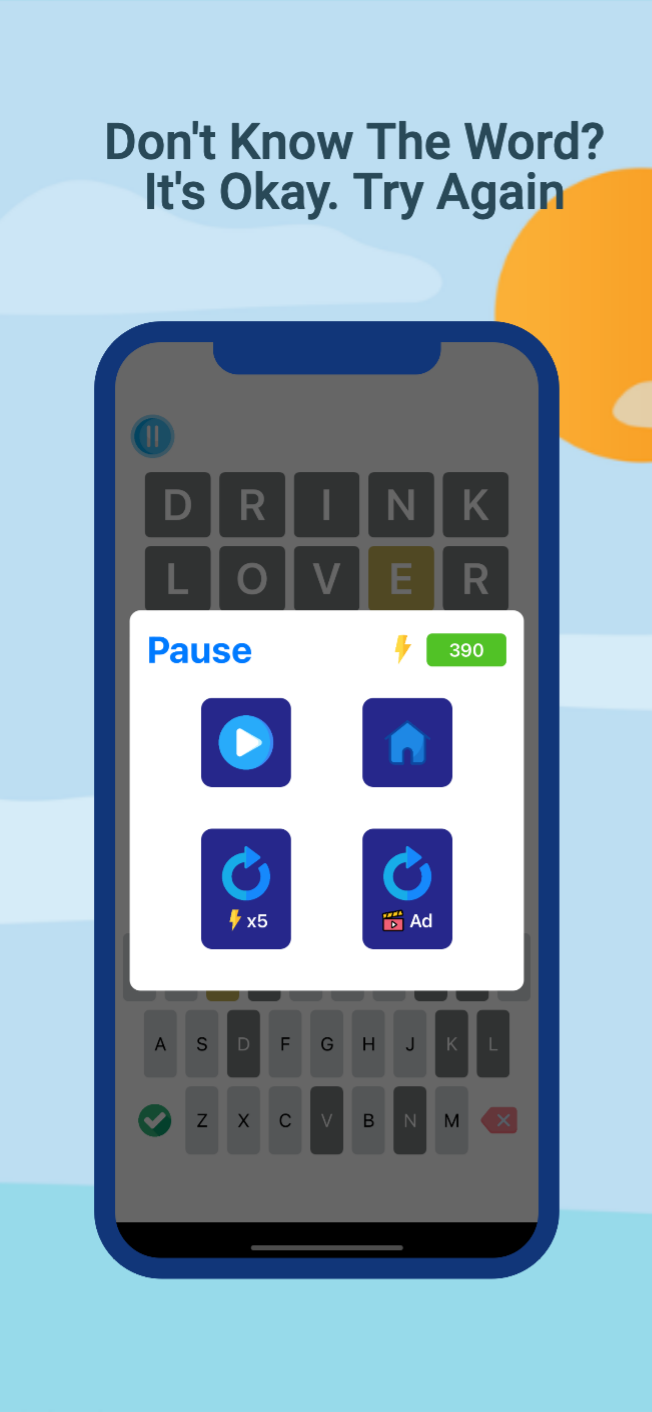 Don't Know The Word?
It's Okay. Try Again
D R I N K
L O V E R
Pause 390
x5 Ad
A S D F G H J K L
Z X C V B N M